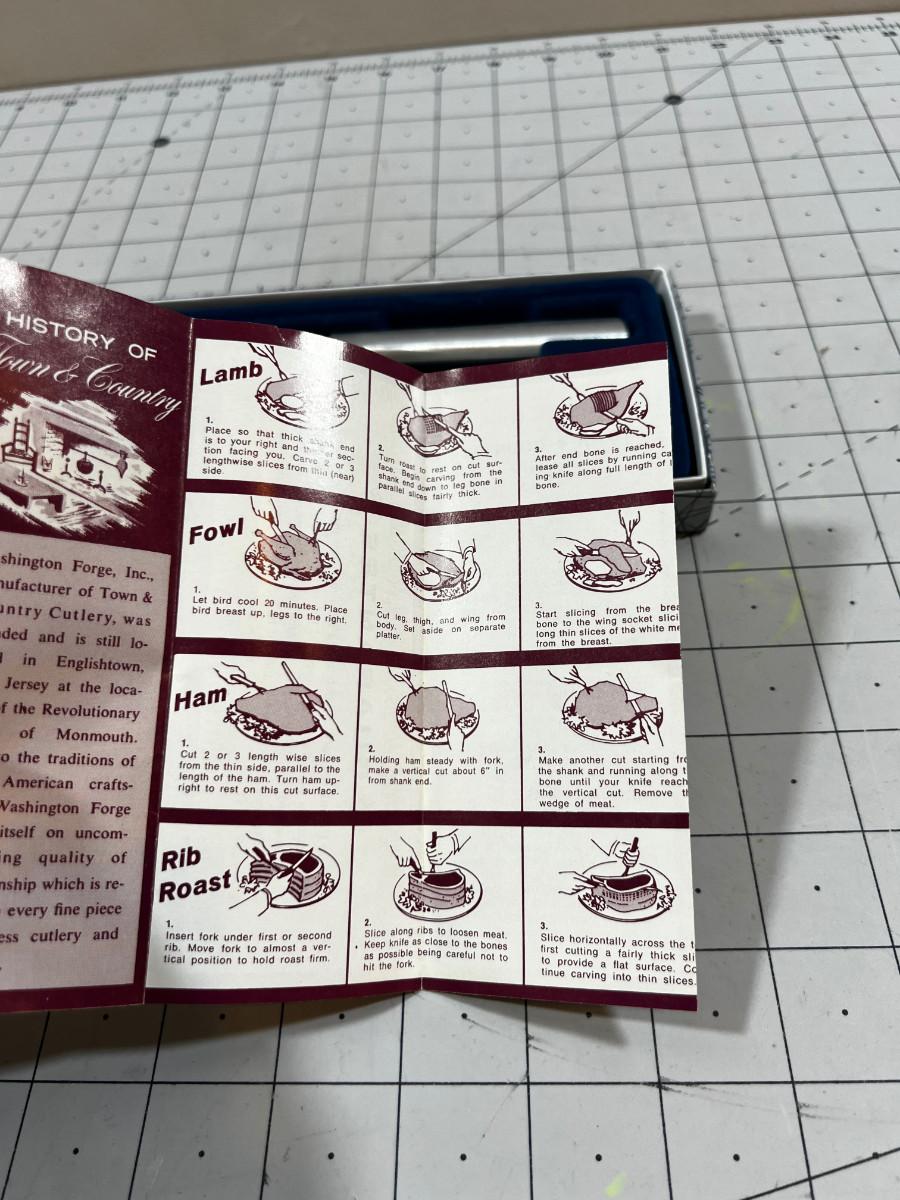 HISTORY OF
Town & Country
shington Forge, Inc.,
nufacturer of Town &
untry Cutlery, was
ded and is still lo-
in Englishtown,
Jersey at the loca-
f the Revolutionary
of Monmouth.
o the traditions of
American crafts-
Washington Forge
itself on uncom-
ing quality of
nship which is re-
every fine piece
ess cutlery and
Lamb
1.
Place so that thick shank end
is to your right and thinner sec-
tion facing you. Carve 2 or 3
lengthwise slices from thin (near)
side.
2.
Turn roast to rest on cut sur-
face. Begin carving from the
shank end down to leg bone in
parallel slices fairly thick.
3.
After end bone is reached,
lease all slices by running ca
ing knife along full length of l
bone.
Fowl
1.
Let bird cool 20 minutes. Place
bird breast up, legs to the right.
2.
Cut leg, thigh, and wing from
body. Set aside on separate
platter.
3.
Start slicing from the brea
bone to the wing socket slici
long thin slices of the white me
from the breast.
Ham
1.
Cut 2 or 3 length wise slices
from the thin side, parallel to the
length of the ham. Turn ham up-
right to rest on this cut surface.
2.
Holding ham steady with fork,
make a vertical cut about 6" in
from shank end.
3.
Make another cut starting fr
the shank and running along t
bone until your knife reach
the vertical cut. Remove th
wedge of meat.
Rib
Roast
1.
Insert fork under first or second
rib. Move fork to almost a ver-
tical position to hold roast firm.
2.
Slice along ribs to loosen meat.
Keep knife as close to the bones
as possible being careful not to
hit the fork.
3.
Slice horizontally across the t
first cutting a fairly thick sli
to provide a flat surface. Co
tinue carving into thin slices.